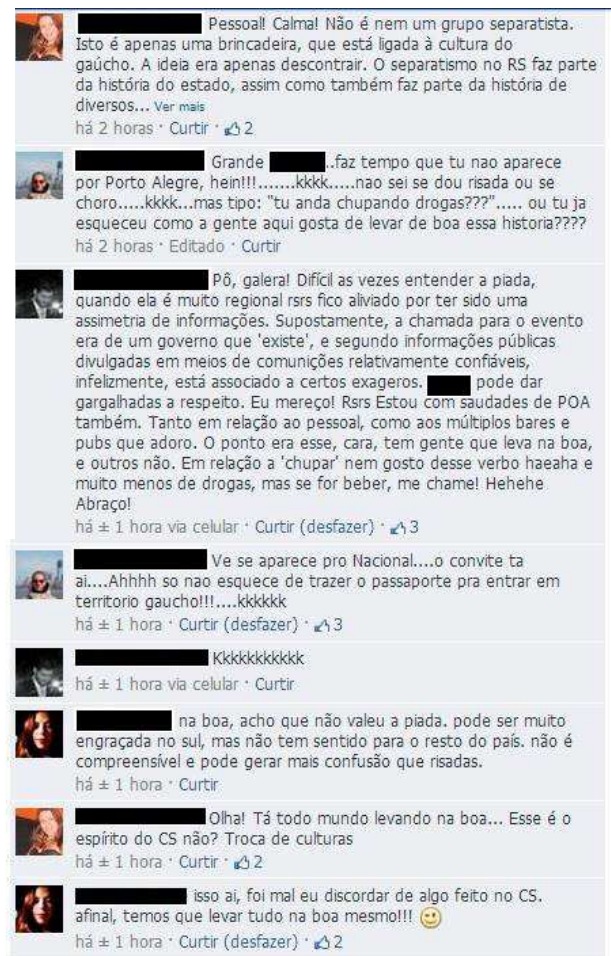 Pessoal! Calma! Não é nem um grupo separatista.
Isto é apenas uma brincadeira, que está ligada à cultura do
gaúcho. A ideia era apenas descontrair. O separatismo no RS faz parte
da história do estado, assim como também faz parte da história de
diversos... Ver mais
há 2 horas · Curtir · 2
Grande ..faz tempo que tu nao aparece
por Porto Alegre, hein!!!.......kkkk.....nao sei se dou risada ou se
choro.....kkkk...mas tipo: "tu anda chupando drogas???"..... ou tu ja
esqueceu como a gente aqui gosta de levar de boa essa historia????
há 2 horas · Editado · Curtir
Pô, galera! Difícil as vezes entender a piada,
quando ela é muito regional rsrs fico aliviado por ter sido uma
assimetria de informações. Supostamente, a chamada para o evento
era de um governo que 'existe', e segundo informações públicas
divulgadas em meios de comunições relativamente confiáveis,
infelizmente, está associado a certos exageros. pode dar
gargalhadas a respeito. Eu mereço! Rsrs Estou com saudades de POA
também. Tanto em relação ao pessoal, como aos múltiplos bares e
pubs que adoro. O ponto era esse, cara, tem gente que leva na boa,
e outros não. Em relação a 'chupar' nem gosto desse verbo haeaha e
muito menos de drogas, mas se for beber, me chame! Hehehe
Abraço!
há ± 1 hora via celular · Curtir (desfazer) · 3
Ve se aparece pro Nacional....o convite ta
ai....Ahhhh so nao esquece de trazer o passaporte pra entrar em
territorio gaucho!!!....kkkkkk
há ± 1 hora · Curtir (desfazer) · 3
Kkkkkkkkkkk
há ± 1 hora via celular · Curtir
na boa, acho que não valeu a piada. pode ser muito
engraçada no sul, mas não tem sentido para o resto do país. não é
compreensível e pode gerar mais confusão que risadas.
há ± 1 hora · Curtir
Olha! Tá todo mundo levando na boa... Esse é o
espírito do CS não? Troca de culturas
há ± 1 hora · Curtir · 2
isso ai, foi mal eu discordar de algo feito no CS.
afinal, temos que levar tudo na boa mesmo!!!
há ± 1 hora · Curtir (desfazer) · 2